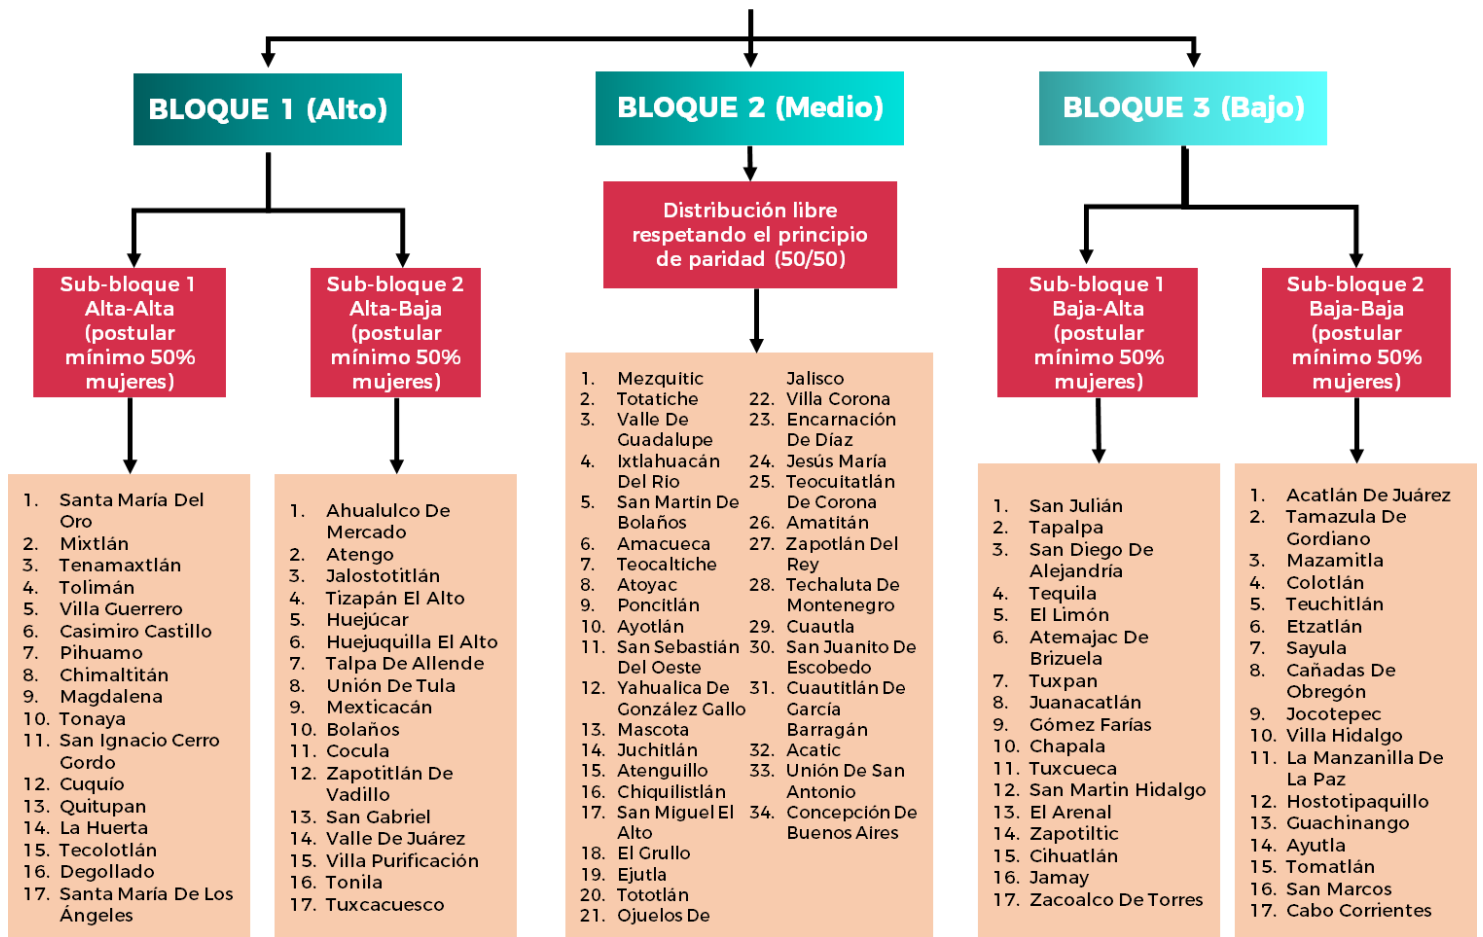 BLOQUE 1 (Alto)
BLOQUE 2 (Medio)
BLOQUE 3 (Bajo)
Sub-bloque 1
Alta-Alta
(postular
mínimo 50%
mujeres)
1. Santa María Del
Oro
2. Mixtlán
3. Tenamaxtlán
4. Tolimán
5. Villa Guerrero
6. Casimiro Castillo
7. Pihuamo
8. Chimaltitán
9. Magdalena
10. Tonaya
11. San Ignacio Cerro
Gordo
12. Cuquío
13. Quitupan
14. La Huerta
15. Tecolotlán
16. Degollado
17. Santa María De Los
Ángeles
Sub-bloque 2
Alta-Baja
(postular
mínimo 50%
mujeres)
1. Ahualulco De
Mercado
2. Atengo
3. Jalostotitlán
4. Tizapán El Alto
5. Huejúcar
6. Huejuquilla El Alto
7. Talpa De Allende
8. Unión De Tula
9. Mexticacán
10. Bolaños
11. Cocula
12. Zapotitlán De
Vadillo
13. San Gabriel
14. Valle De Juárez
15. Villa Purificación
16. Tonila
17. Tuxcacuesco
Distribución libre
respetando el principio
de paridad (50/50)
1. Mezquitic
2. Totatiche
3. Valle De
Guadalupe
4. Ixtlahuacán
Del Rio
5. San Martin De
Bolaños
6. Amacueca
7. Teocaltiche
8. Atoyac
9. Poncitlán
10. Ayotlán
11. San Sebastián
Del Oeste
12. Yahualica De
González Gallo
13. Mascota
14. Juchitlán
15. Atenguillo
16. Chiquilistlán
17. San Miguel El
Alto
18. El Grullo
19. Ejutla
20. Tototlán
21. Ojuelos De
Jalisco
22. Villa Corona
23. Encarnación
De Díaz
24. Jesús María
25. Teocuitatlán
De Corona
26. Amatitán
27. Zapotlán Del
Rey
28. Techaluta De
Montenegro
29. Cuautla
30. San Juanito De
Escobedo
31. Cuautitlán De
García
Barragán
32. Acatic
33. Unión De San
Antonio
34. Concepción De
Buenos Aires
Sub-bloque 1
Baja-Alta
(postular
mínimo 50%
mujeres)
1. San Julián
2. Tapalpa
3. San Diego De
Alejandría
4. Tequila
5. El Limón
6. Atemajac De
Brizuela
7. Tuxpan
8. Juanacatlán
9. Gómez Farías
10. Chapala
11. Tuxcueca
12. San Martin Hidalgo
13. El Arenal
14. Zapotiltic
15. Cihuatlán
16. Jamay
17. Zacoalco De Torres
Sub-bloque 2
Baja-Baja
(postular
mínimo 50%
mujeres)
1. Acatlán De Juárez
2. Tamazula De
Gordiano
3. Mazamitla
4. Colotlán
5. Teuchitlán
6. Etzatlán
7. Sayula
8. Cañadas De
Obregón
9. Jocotepec
10. Villa Hidalgo
11. La Manzanilla De
La Paz
12. Hostotipaquillo
13. Guachinango
14. Ayutla
15. Tomatlán
16. San Marcos
17. Cabo Corrientes